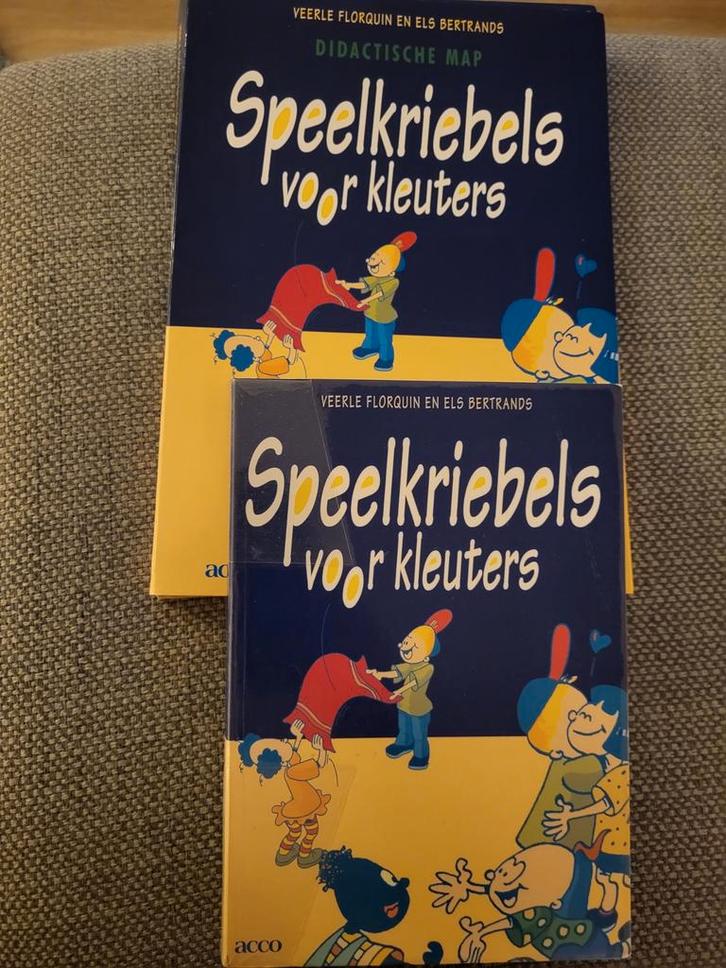 VEERLE FLORQUIN EN ELS BERTRANDS
DIDACTISCHE MAP
Speelkriebels
voor kleuters
ac
VEERLE FLORQUIN EN ELS BERTRANDS
Speelkriebels
voor kleuters
acco